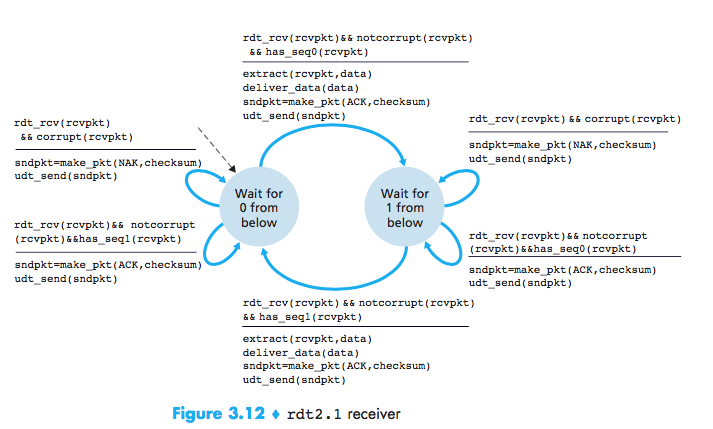 rdt_rcv(rcvpkt)&& notcorrupt(rcvpkt)
&& has_seq0(rcvpkt)
extract(rcvpkt,data)
deliver_data(data)
sndpkt=make_pkt(ACK,checksum)
udt_send(sndpkt)
rdt_rcv(rcvpkt)
&& corrupt(rcvpkt)
sndpkt=make_pkt(NAK,checksum)
udt_send(sndpkt)
rdt_rcv(rcvpkt) && corrupt(rcvpkt)
sndpkt=make_pkt(NAK,checksum)
udt_send(sndpkt)
Wait for
0 from
below
Wait for
1 from
below
rdt_rcv(rcvpkt)&& notcorrupt
(rcvpkt)&&has_seq1(rcvpkt)
sndpkt=make_pkt(ACK,checksum)
udt_send(sndpkt)
rdt_rcv(rcvpkt)&& notcorrupt
(rcvpkt)&&has_seq0(rcvpkt)
sndpkt=make_pkt(ACK,checksum)
udt_send(sndpkt)
rdt_rcv(rcvpkt) && notcorrupt(rcvpkt)
&& has_seq1(rcvpkt)
extract(rcvpkt,data)
deliver_data(data)
sndpkt=make_pkt(ACK,checksum)
udt_send(sndpkt)
Figure 3.12 ♦ rdt2.1 receiver